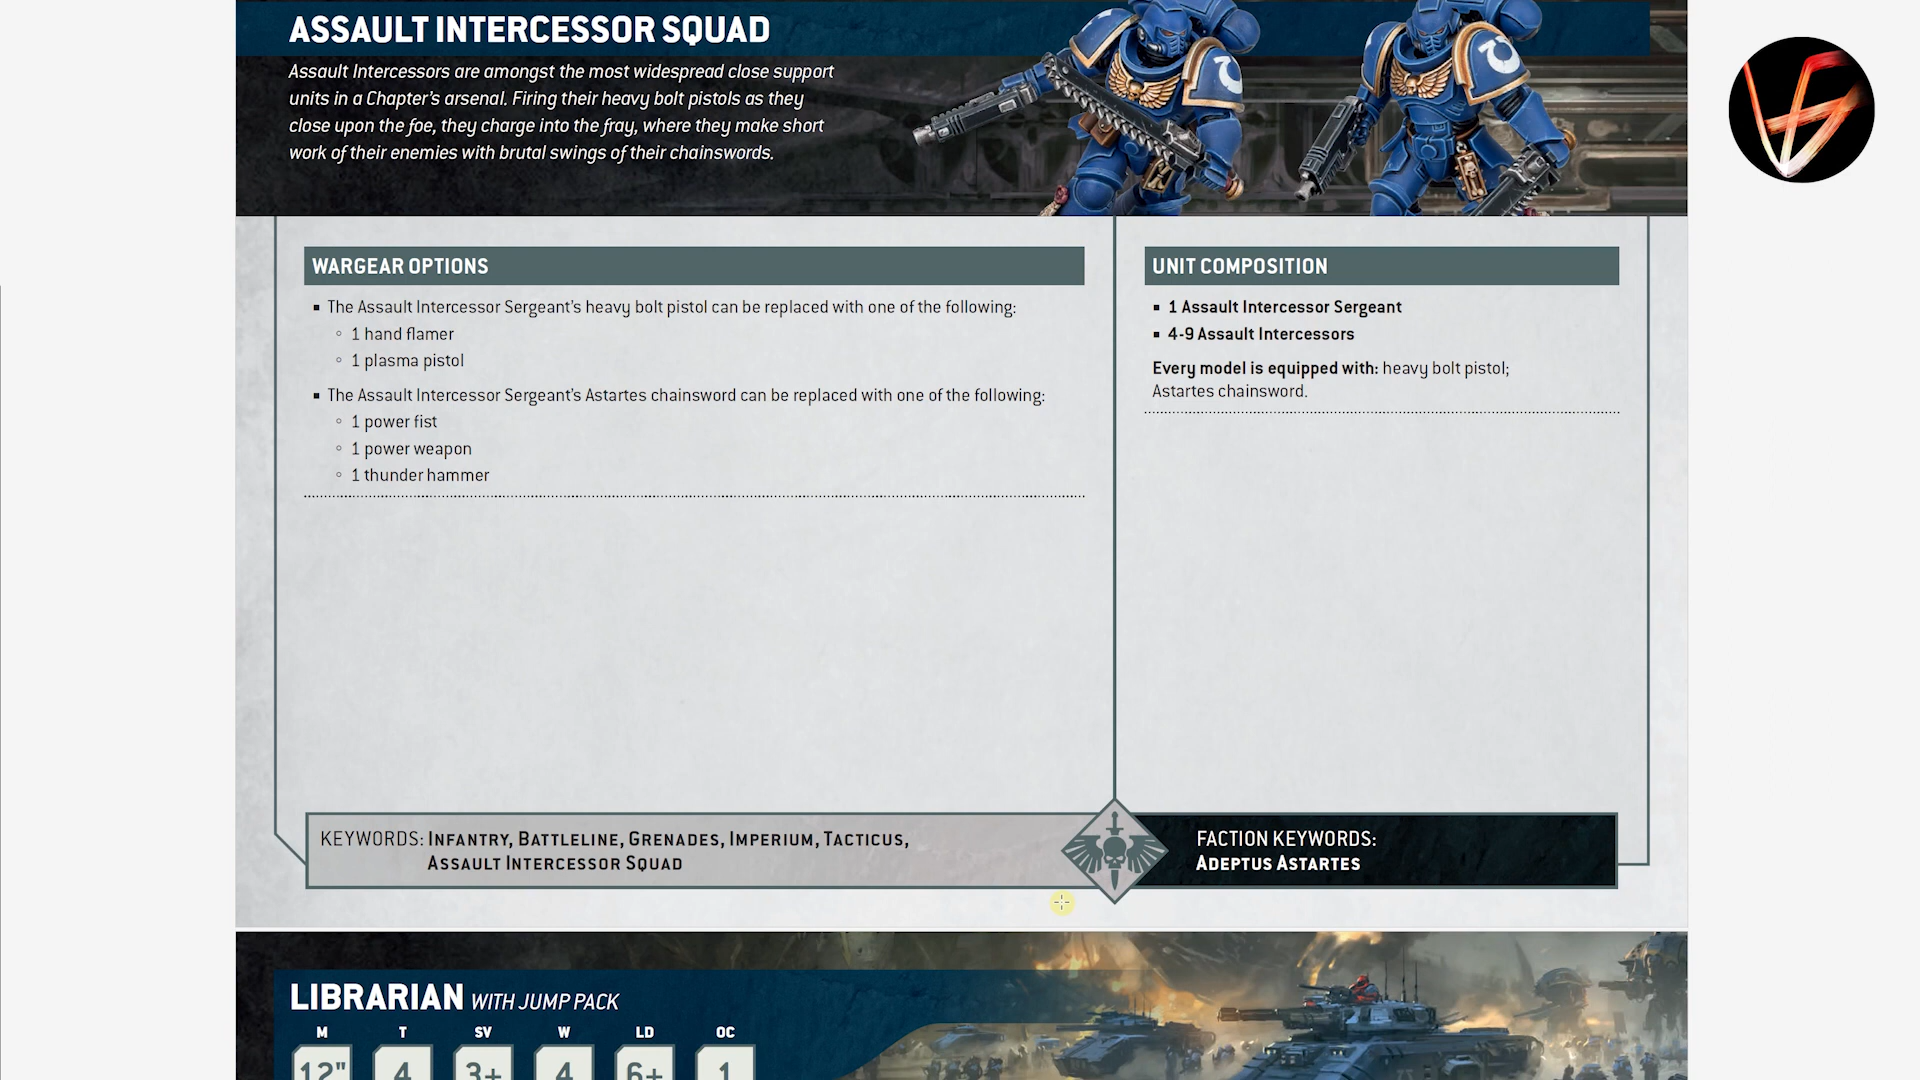 ASSAULT INTERCESSOR SQUAD
Assault Intercessors are amongst the most widespread close support
units in a Chapter's arsenal. Firing their heavy bolt pistols as they
close upon the foe, they charge into the fray, where they make short
work of their enemies with brutal swings of their chainswords.
WARGEAR OPTIONS
▪ The Assault Intercessor Sergeant's heavy bolt pistol can be replaced with one of the following:
◦ 1 hand flamer
◦ 1 plasma pistol
▪ The Assault Intercessor Sergeant's Astartes chainsword can be replaced with one of the following:
◦ 1 power fist
◦ 1 power weapon
◦ 1 thunder hammer
UNIT COMPOSITION
▪ 1 Assault Intercessor Sergeant
▪ 4-9 Assault Intercessors
Every model is equipped with: heavy bolt pistol;
Astartes chainsword.
KEYWORDS: INFANTRY, BATTLELINE, GRENADES, IMPERIUM, TACTICUS,
ASSAULT INTERCESSOR SQUAD
FACTION KEYWORDS:
ADEPTUS ASTARTES
LIBRARIAN WITH JUMP PACK
M T SV W LD OC
12" 4 3+ 4 6+ 1